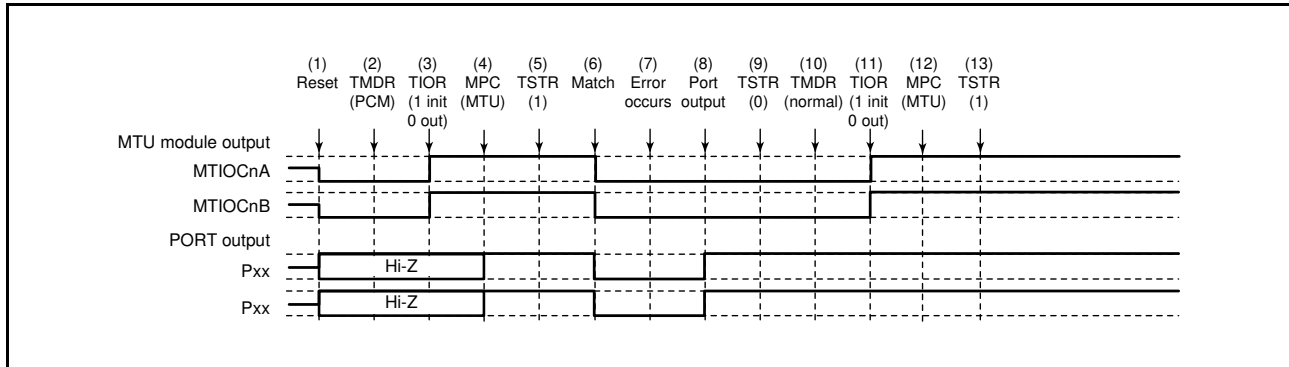 (1) (2) (3) (4) (5) (6) (7) (8) (9) (10) (11) (12) (13)
Reset TMDR TIOR MPC TSTR Match Error Port TSTR TMDR TIOR MPC TSTR
(PCM) (1 init (MTU) (1) occurs output (0) (normal) (1 init (MTU) (1)
0 out) 0 out)
MTU module output
MTIOCnA
MTIOCnB
PORT output
Pxx Hi-Z
Pxx Hi-Z